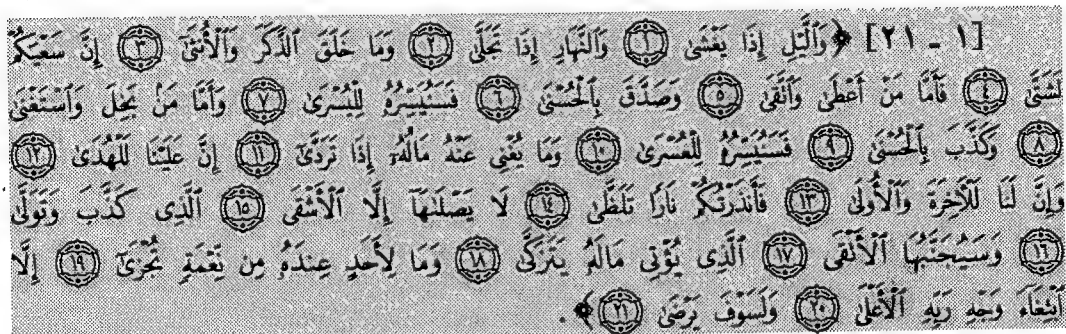 [١ ـ ٢١] ﴿وَٱلَّيۡلِ إِذَا يَغۡشَىٰ ١ وَٱلنَّهَارِ إِذَا تَجَلَّىٰ ٢ وَمَا خَلَقَ ٱلذَّكَرَ وَٱلۡأُنثَىٰٓ ٣ إِنَّ سَعۡيَكُمۡ
لَشَتَّىٰ ٤ فَأَمَّا مَنۡ أَعۡطَىٰ وَٱتَّقَىٰ ٥ وَصَدَّقَ بِٱلۡحُسۡنَىٰ ٦ فَسَنُيَسِّرُهُۥ لِلۡيُسۡرَىٰ ٧ وَأَمَّا مَنۢ بَخِلَ وَٱسۡتَغۡنَىٰ
٨ وَكَذَّبَ بِٱلۡحُسۡنَىٰ ٩ فَسَنُيَسِّرُهُۥ لِلۡعُسۡرَىٰ ١٠ وَمَا يُغۡنِي عَنۡهُ مَالُهُۥٓ إِذَا تَرَدَّىٰٓ ١١ إِنَّ عَلَيۡنَا لَلۡهُدَىٰ ١٢
وَإِنَّ لَنَا لَلۡأٓخِرَةَ وَٱلۡأُولَىٰ ١٣ فَأَنذَرۡتُكُمۡ نَارٗا تَلَظَّىٰ ١٤ لَا يَصۡلَىٰهَآ إِلَّا ٱلۡأَشۡقَى ١٥ ٱلَّذِي كَذَّبَ وَتَوَلَّىٰ
١٦ وَسَيُجَنَّبُهَا ٱلۡأَتۡقَى ١٧ ٱلَّذِي يُؤۡتِي مَالَهُۥ يَتَزَكَّىٰ ١٨ وَمَا لِأَحَدٍ عِندَهُۥ مِن نِّعۡمَةٖ تُجۡزَىٰٓ ١٩ إِلَّا
ٱبۡتِغَآءَ وَجۡهِ رَبِّهِ ٱلۡأَعۡلَىٰ ٢٠ وَلَسَوۡفَ يَرۡضَىٰ ٢١﴾.